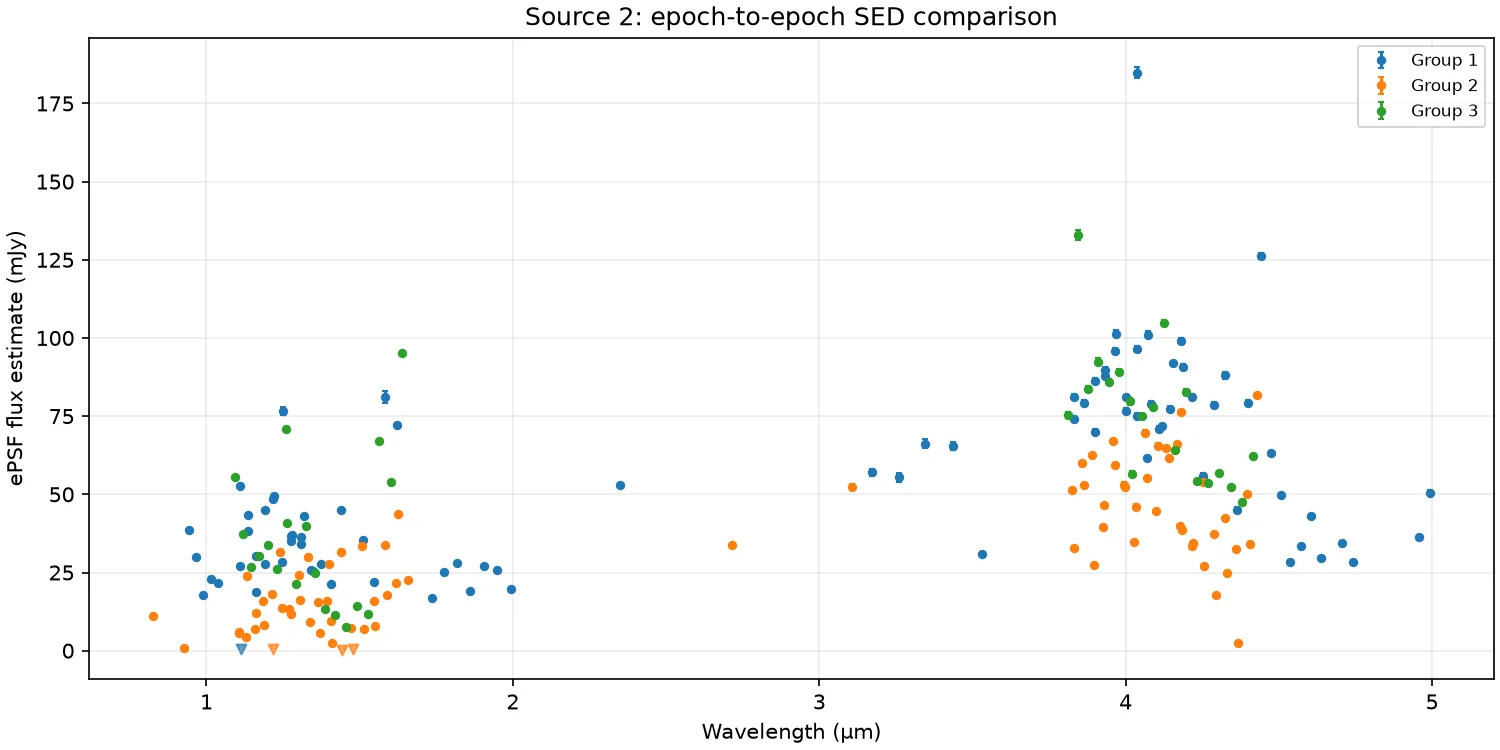 Source 2: epoch-to-epoch SED comparison
ePSF flux estimate (mJy)
175
150
125
100
75
50
25
0
Group 1
Group 2
Group 3
1 2 3 4 5
Wavelength (μm)